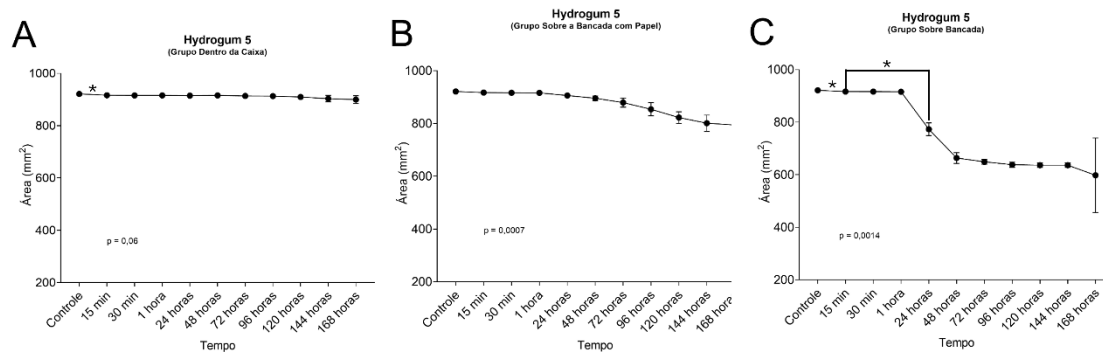 A
Hydrogum 5
(Grupo Dentro da Caixa)
*
Área (mm²)
1000
800
600
400
200
p = 0,06
Controle
15 min
30 min
1 hora
24 horas
48 horas
72 horas
96 horas
120 horas
144 horas
168 horas
Tempo
B
Hydrogum 5
(Grupo Sobre a Bancada com Papel)
Área (mm²)
1000
800
600
400
200
p = 0,0007
Controle
15 min
30 min
1 hora
24 horas
48 horas
72 horas
96 horas
120 horas
144 horas
168 hora
Tempo
C
Hydrogum 5
(Grupo Sobre Bancada)
*
*
Área (mm²)
1000
800
600
400
200
p = 0,0014
Controle
15 min
30 min
1 hora
24 horas
48 horas
72 horas
96 horas
120 horas
144 horas
168 horas
Tempo